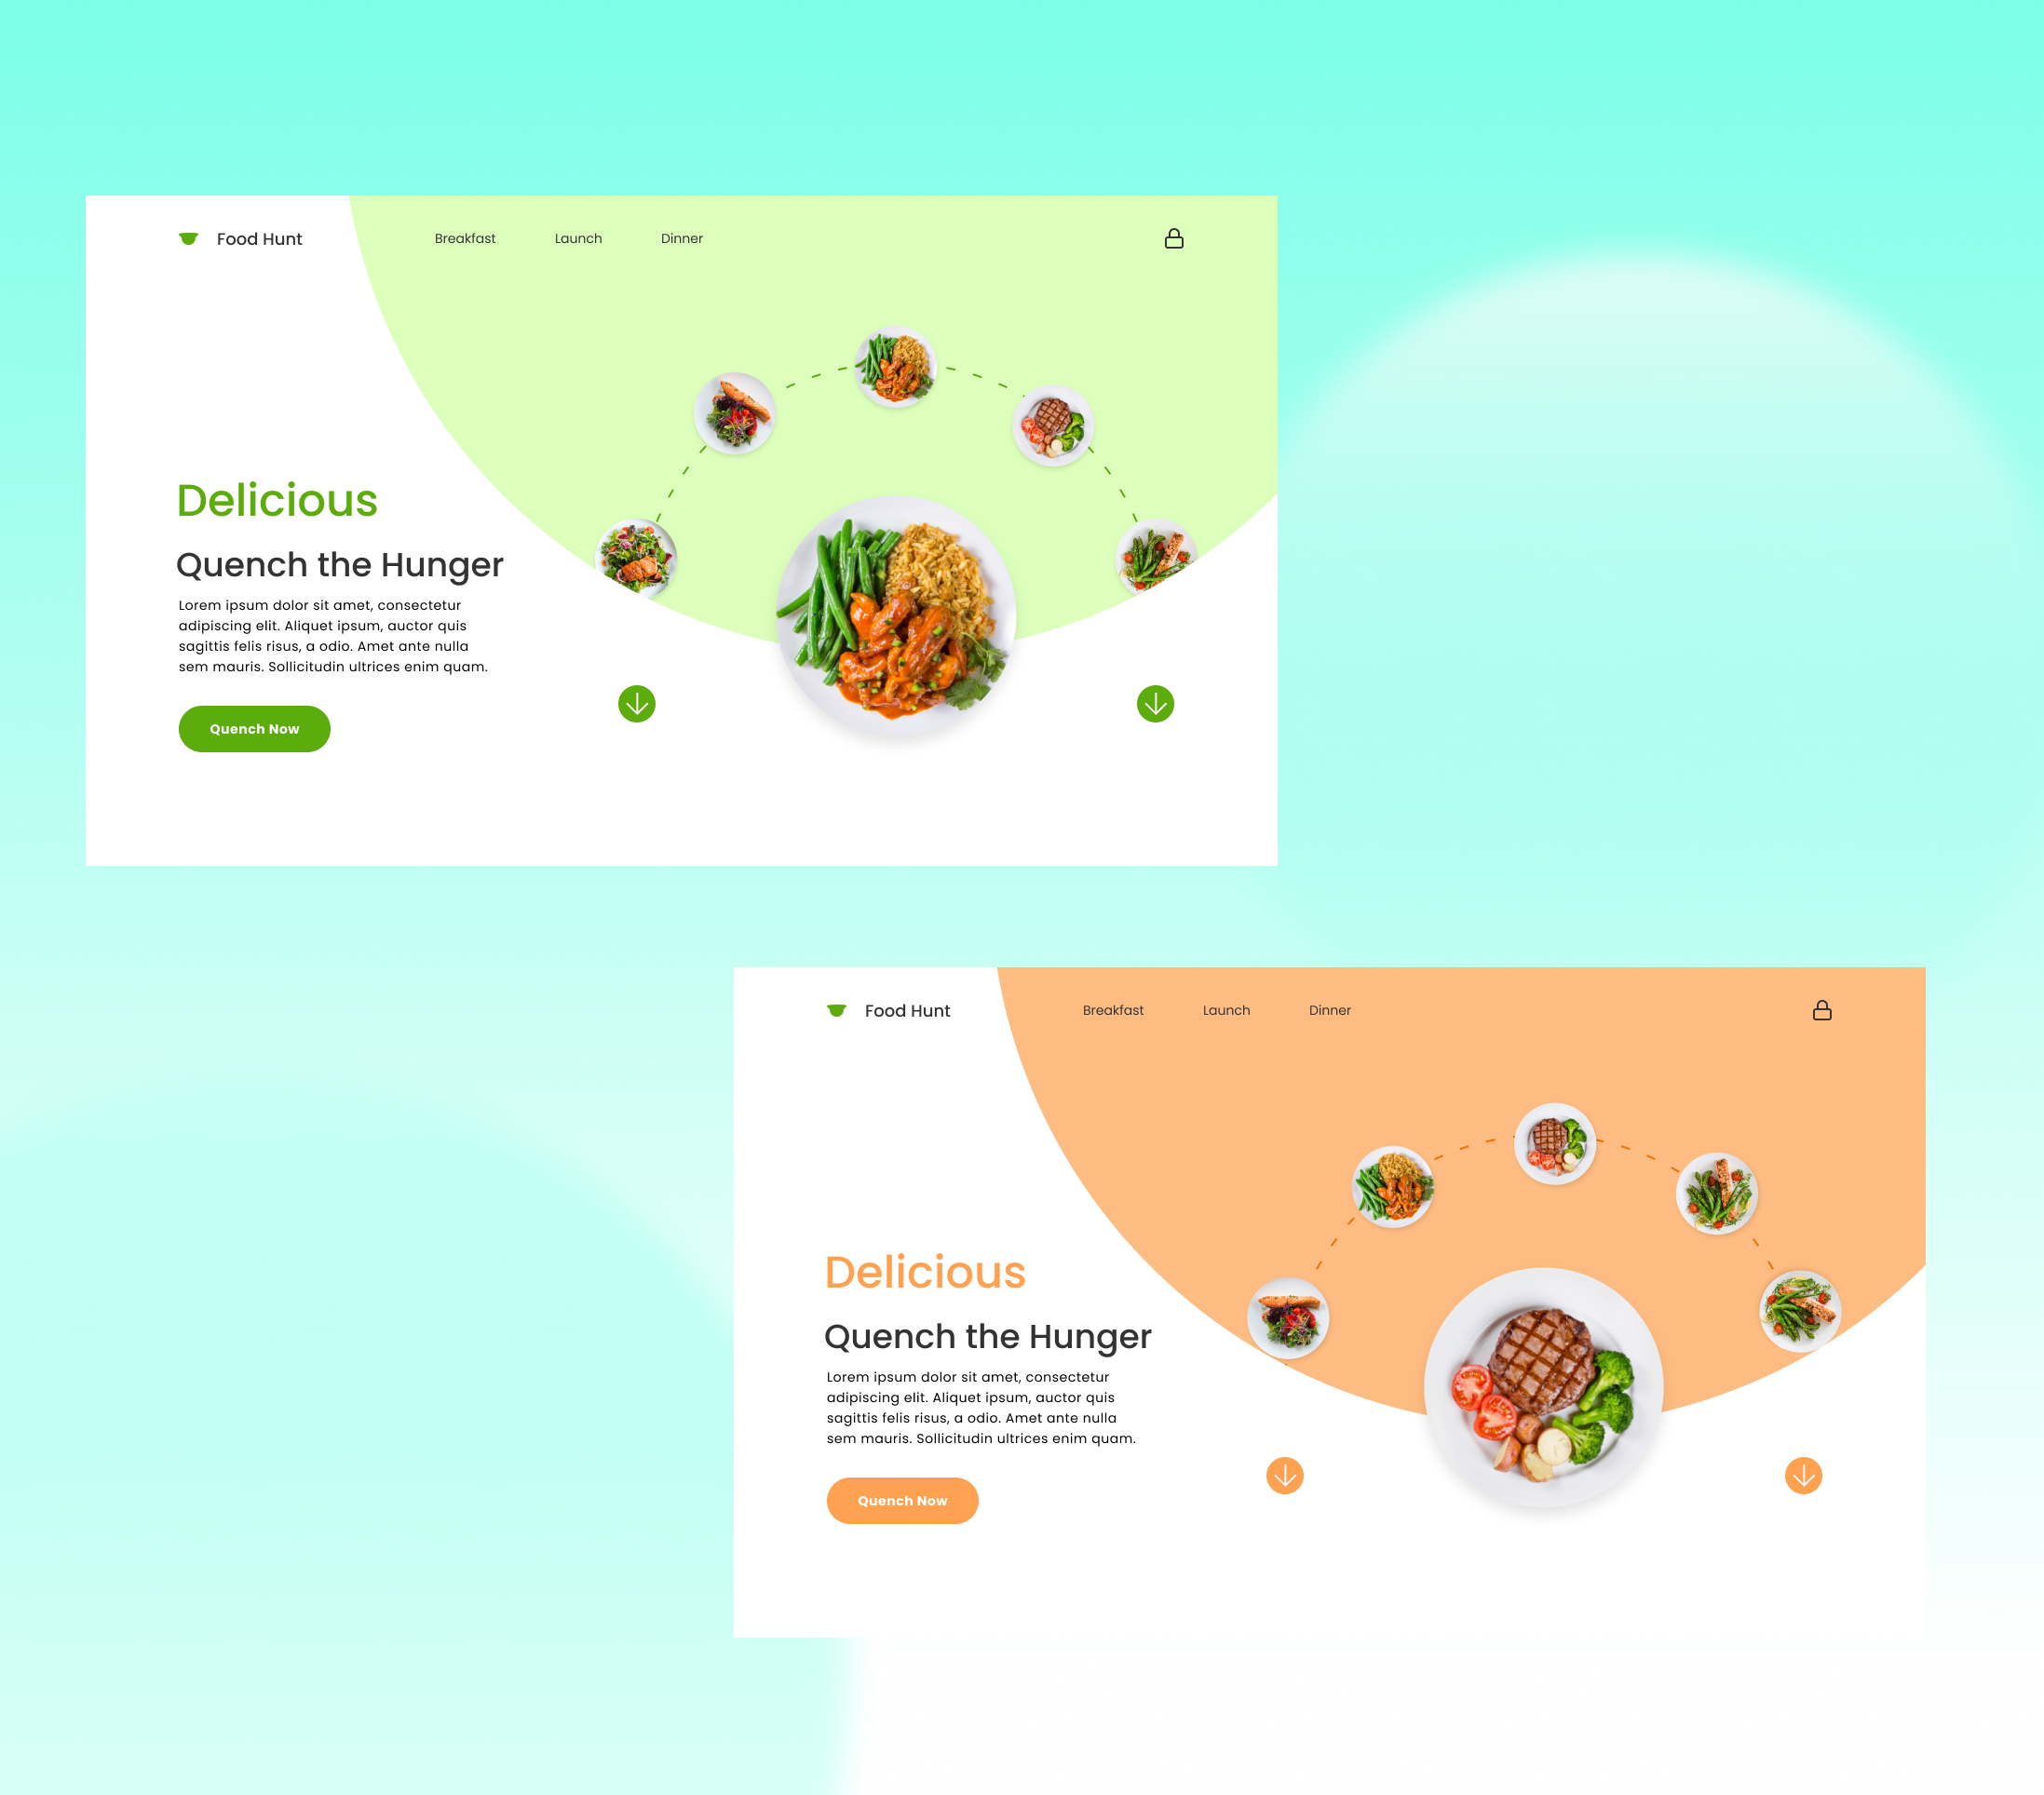 Food Hunt
Breakfast Launch Dinner
Delicious
Quench the Hunger
Lorem ipsum dolor sit amet, consectetur
adipiscing elit. Aliquet ipsum, auctor quis
sagittis felis risus, a odio. Amet ante nulla
sem mauris. Sollicitudin ultrices enim quam.
Quench Now
Food Hunt
Breakfast Launch Dinner
Delicious
Quench the Hunger
Lorem ipsum dolor sit amet, consectetur
adipiscing elit. Aliquet ipsum, auctor quis
sagittis felis risus, a odio. Amet ante nulla
sem mauris. Sollicitudin ultrices enim quam.
Quench Now